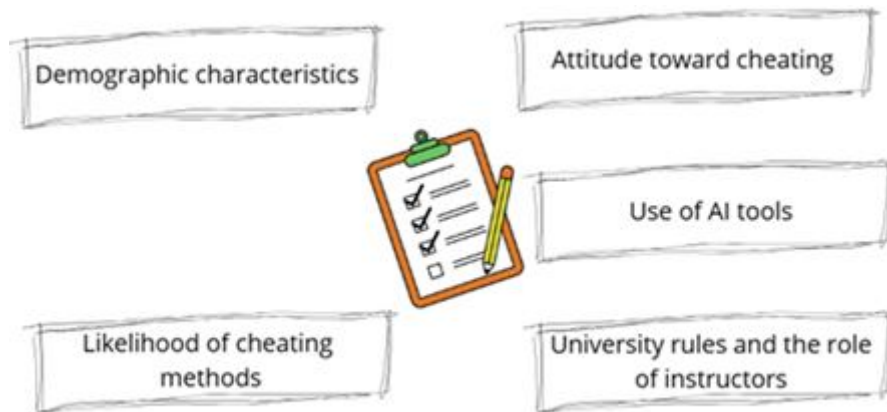 Demographic characteristics
Attitude toward cheating
Use of AI tools
Likelihood of cheating
methods
University rules and the role
of instructors